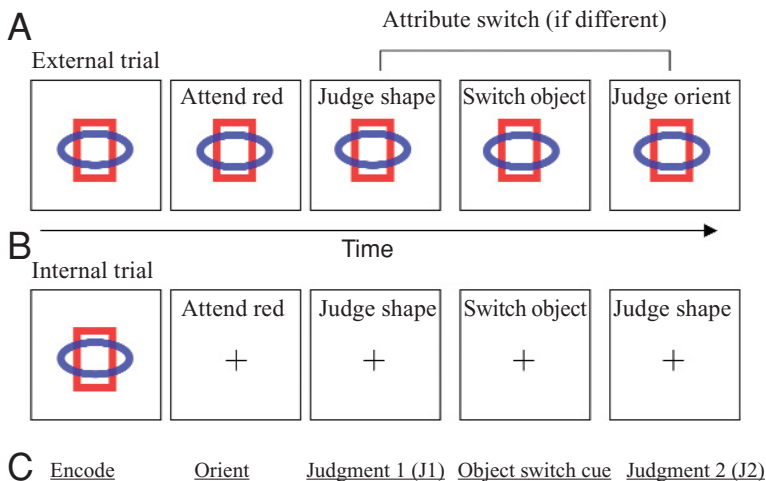 A
Attribute switch (if different)
External trial
Attend red
Judge shape
Switch object
Judge orient
Time
B
Internal trial
Attend red
Judge shape
Switch object
Judge shape
C Encode Orient Judgment 1 (J1) Object switch cue Judgment 2 (J2)